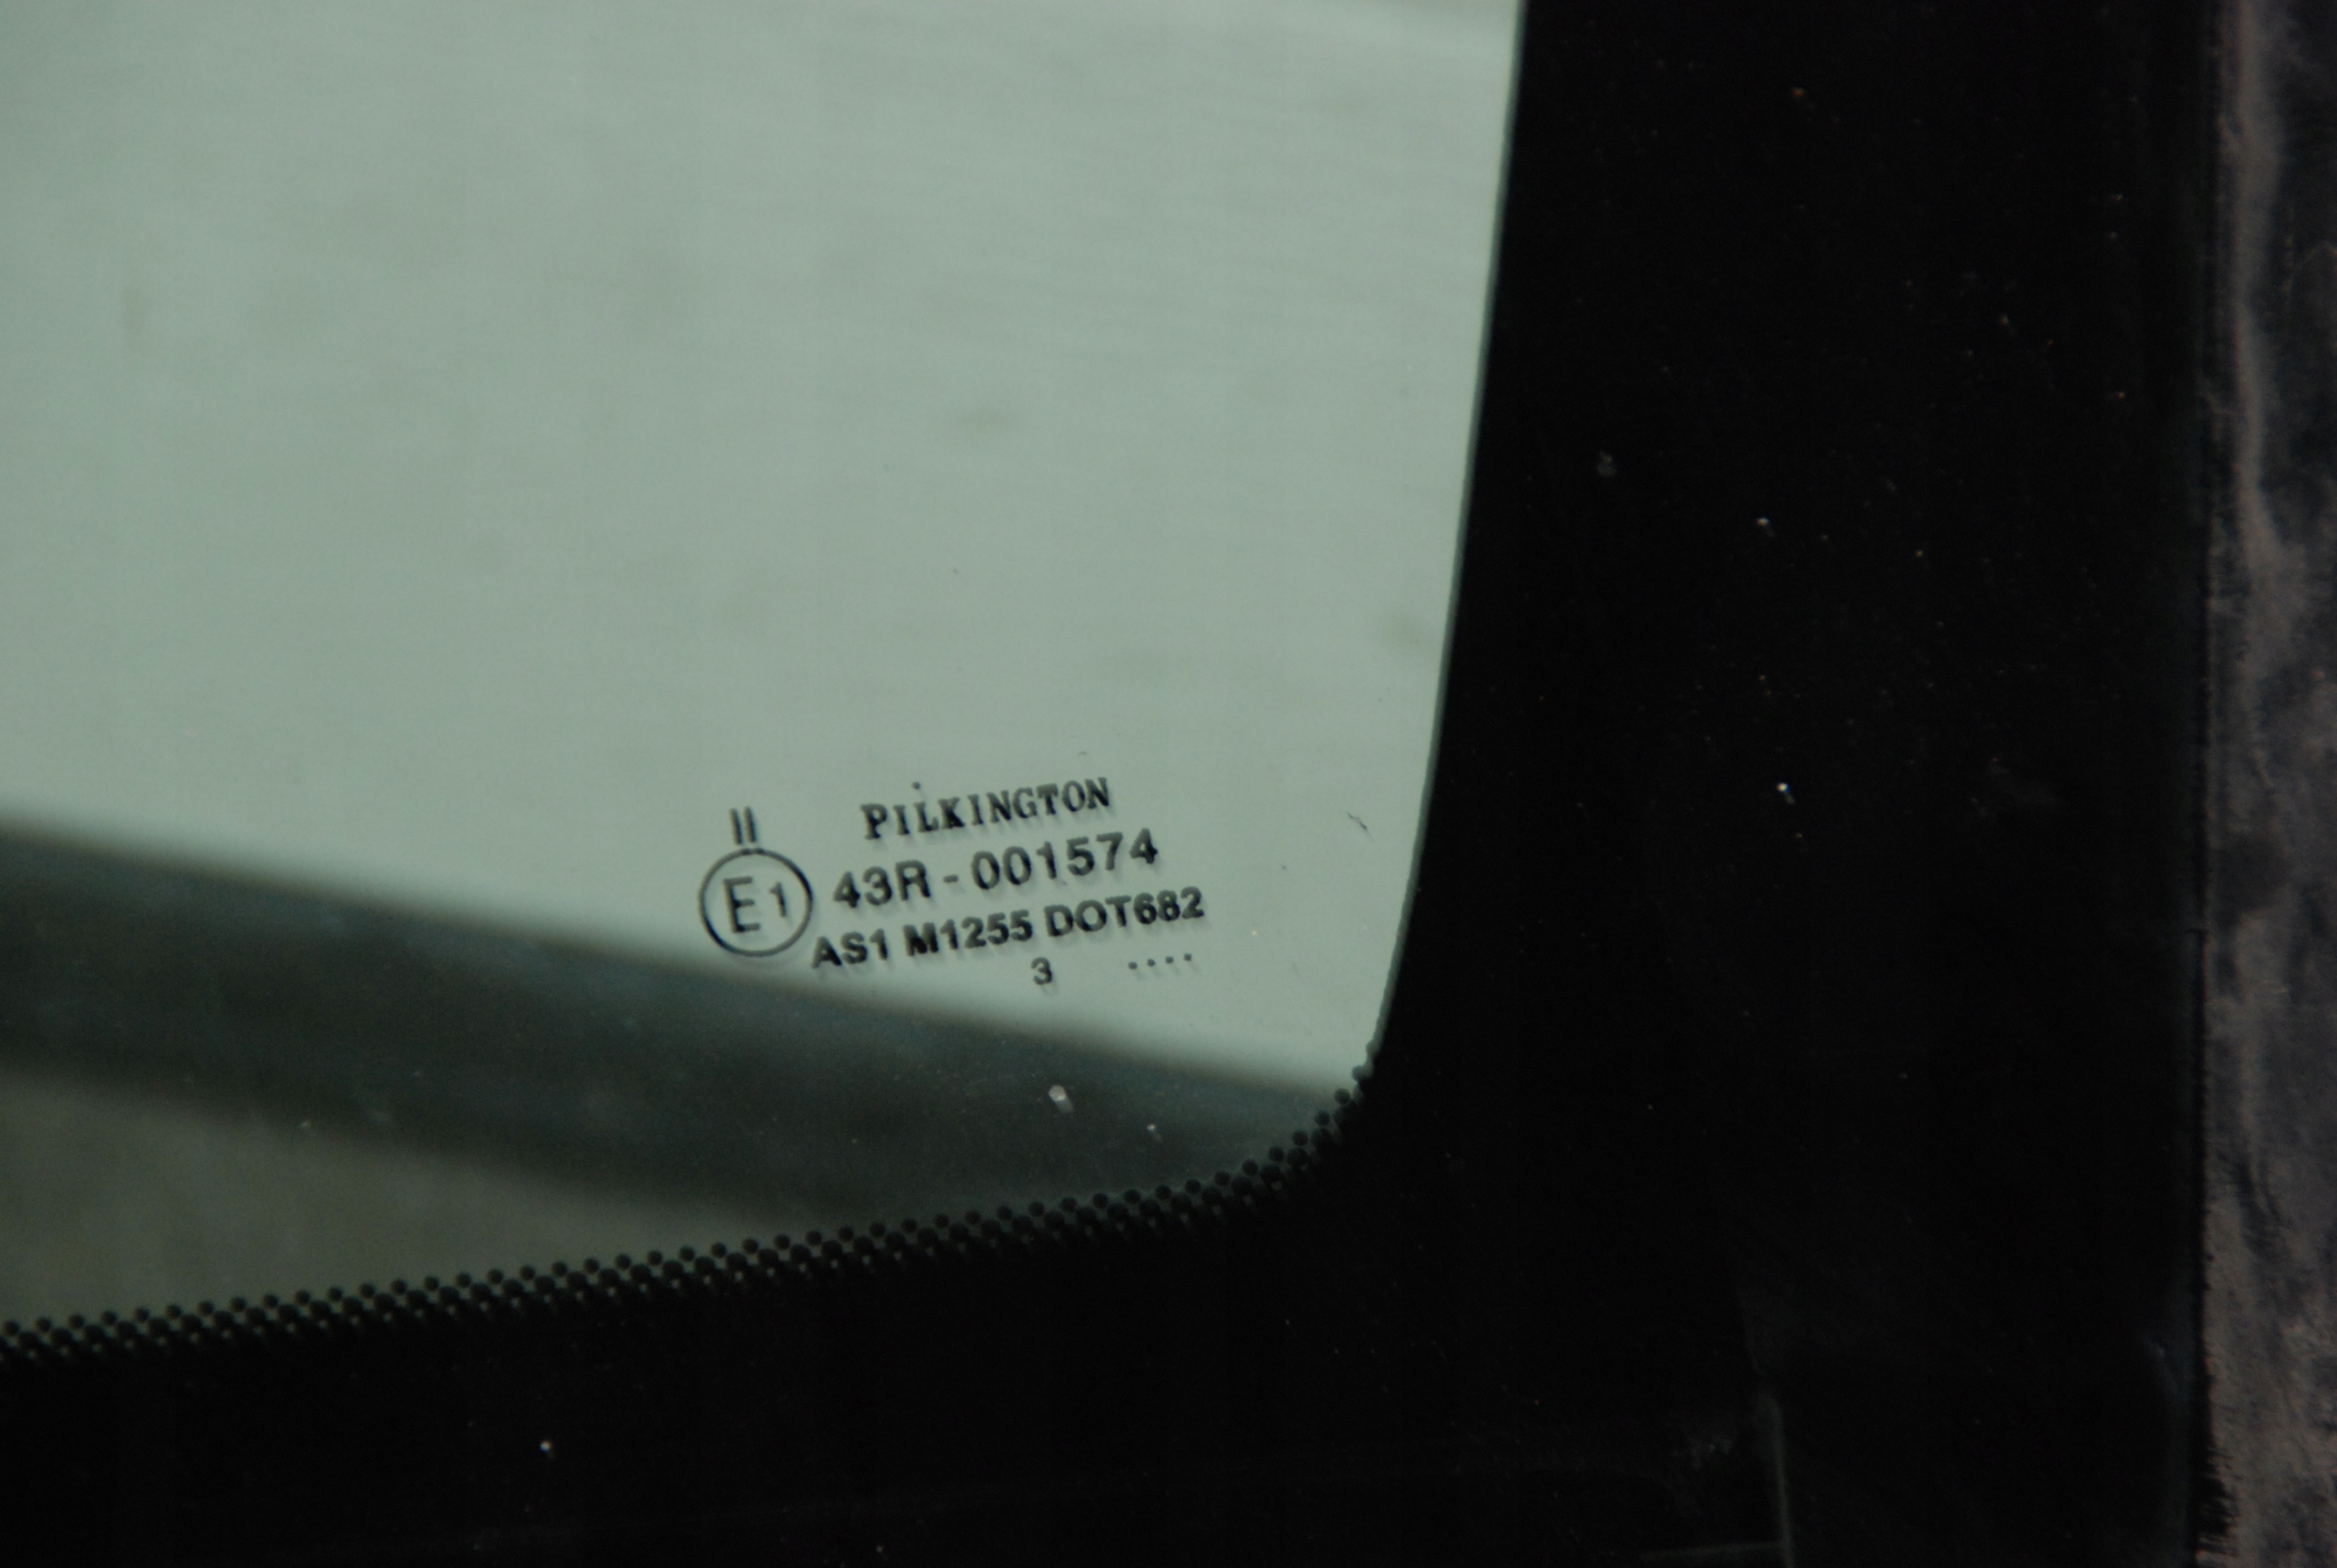 II PILKINGTON
E1 43R - 001574
AS1 M1255 DOT682
3 ....